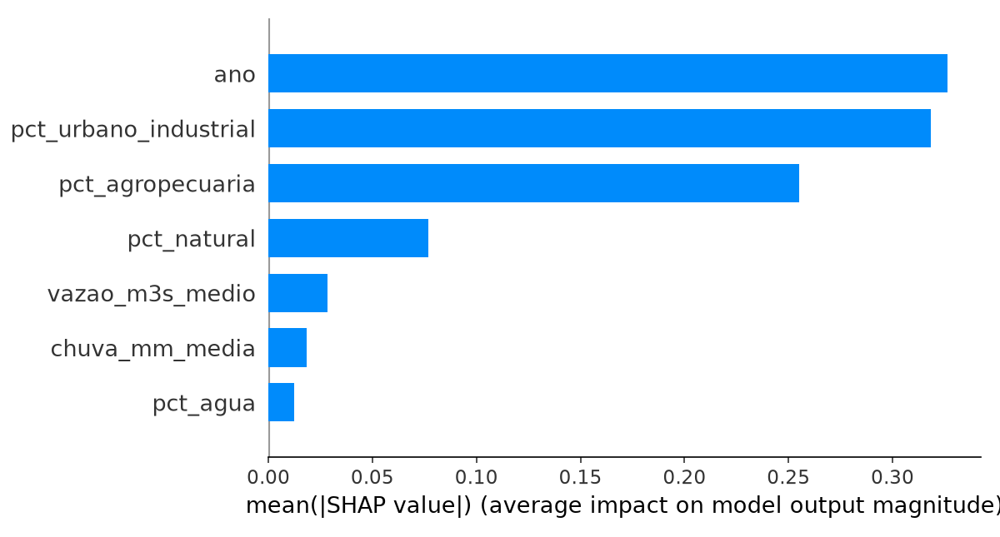 ano
pct_urbano_industrial
pct_agropecuaria
pct_natural
vazao_m3s_medio
chuva_mm_media
pct_agua
0.00 0.05 0.10 0.15 0.20 0.25 0.30
mean(|SHAP value|) (average impact on model output magnitude)